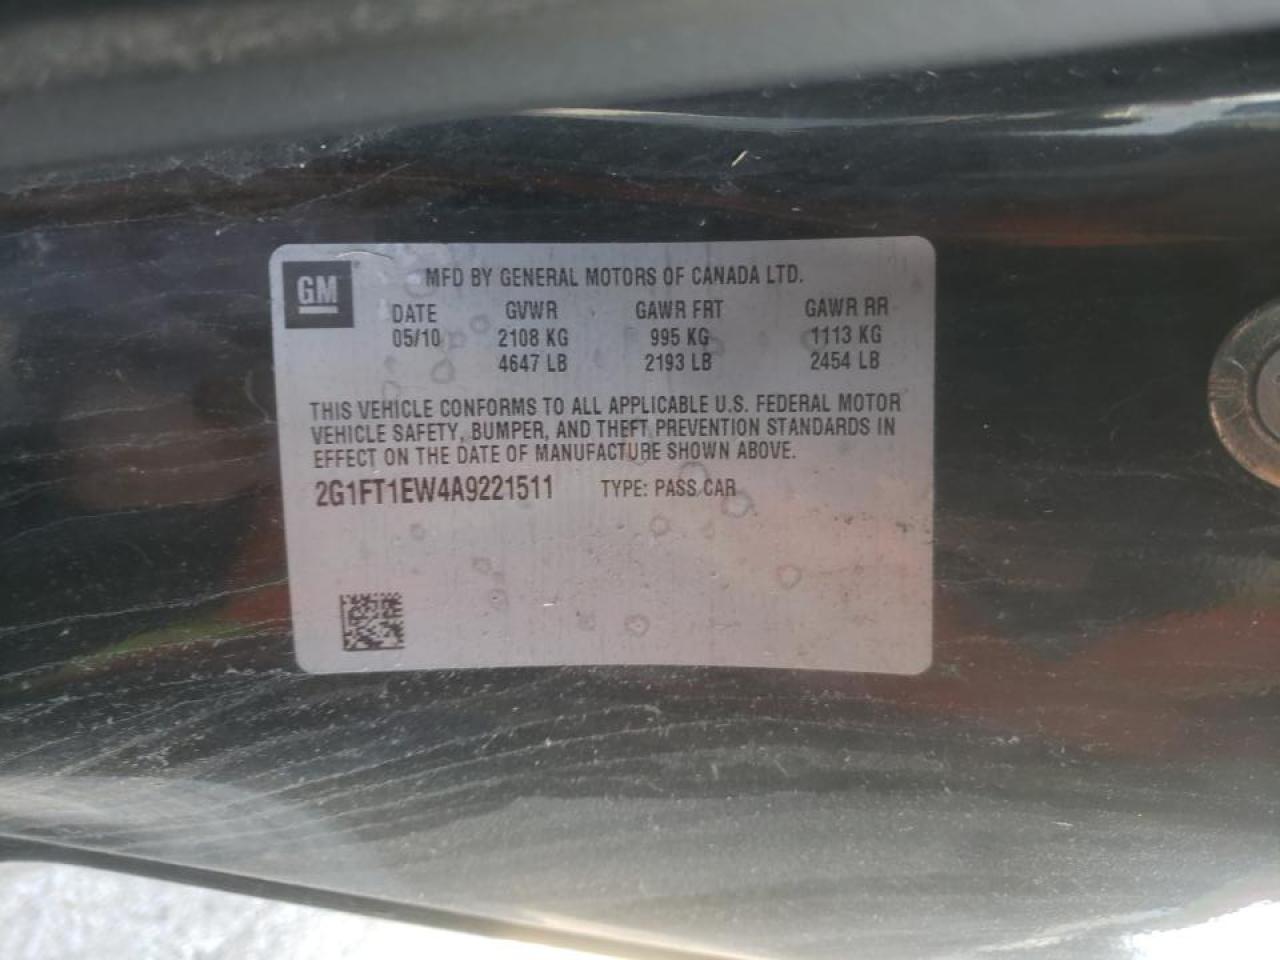 GM
MFD BY GENERAL MOTORS OF CANADA LTD.
DATE GVWR GAWR FRT GAWR RR
05/10 2108 KG 995 KG 1113 KG
4647 LB 2193 LB 2454 LB
THIS VEHICLE CONFORMS TO ALL APPLICABLE U.S. FEDERAL MOTOR
VEHICLE SAFETY, BUMPER, AND THEFT PREVENTION STANDARDS IN
EFFECT ON THE DATE OF MANUFACTURE SHOWN ABOVE.
2G1FT1EW4A9221511 TYPE: PASS CAR